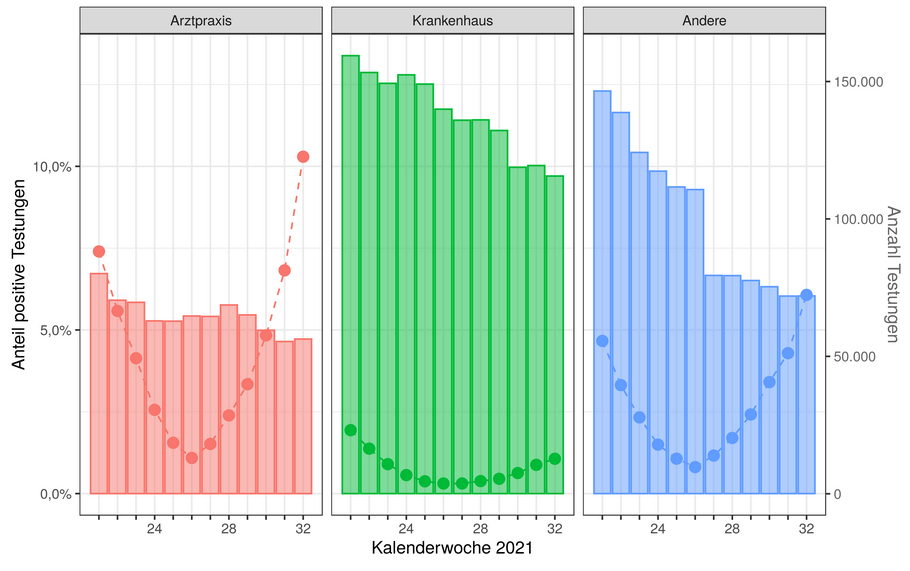 Arztpraxis
Krankenhaus
Andere
Anteil positive Testungen
10,0%
5,0%
0,0%
150.000
100.000
50.000
0
Anzahl Testungen
24
28
32
24
28
32
24
28
32
Kalenderwoche 2021